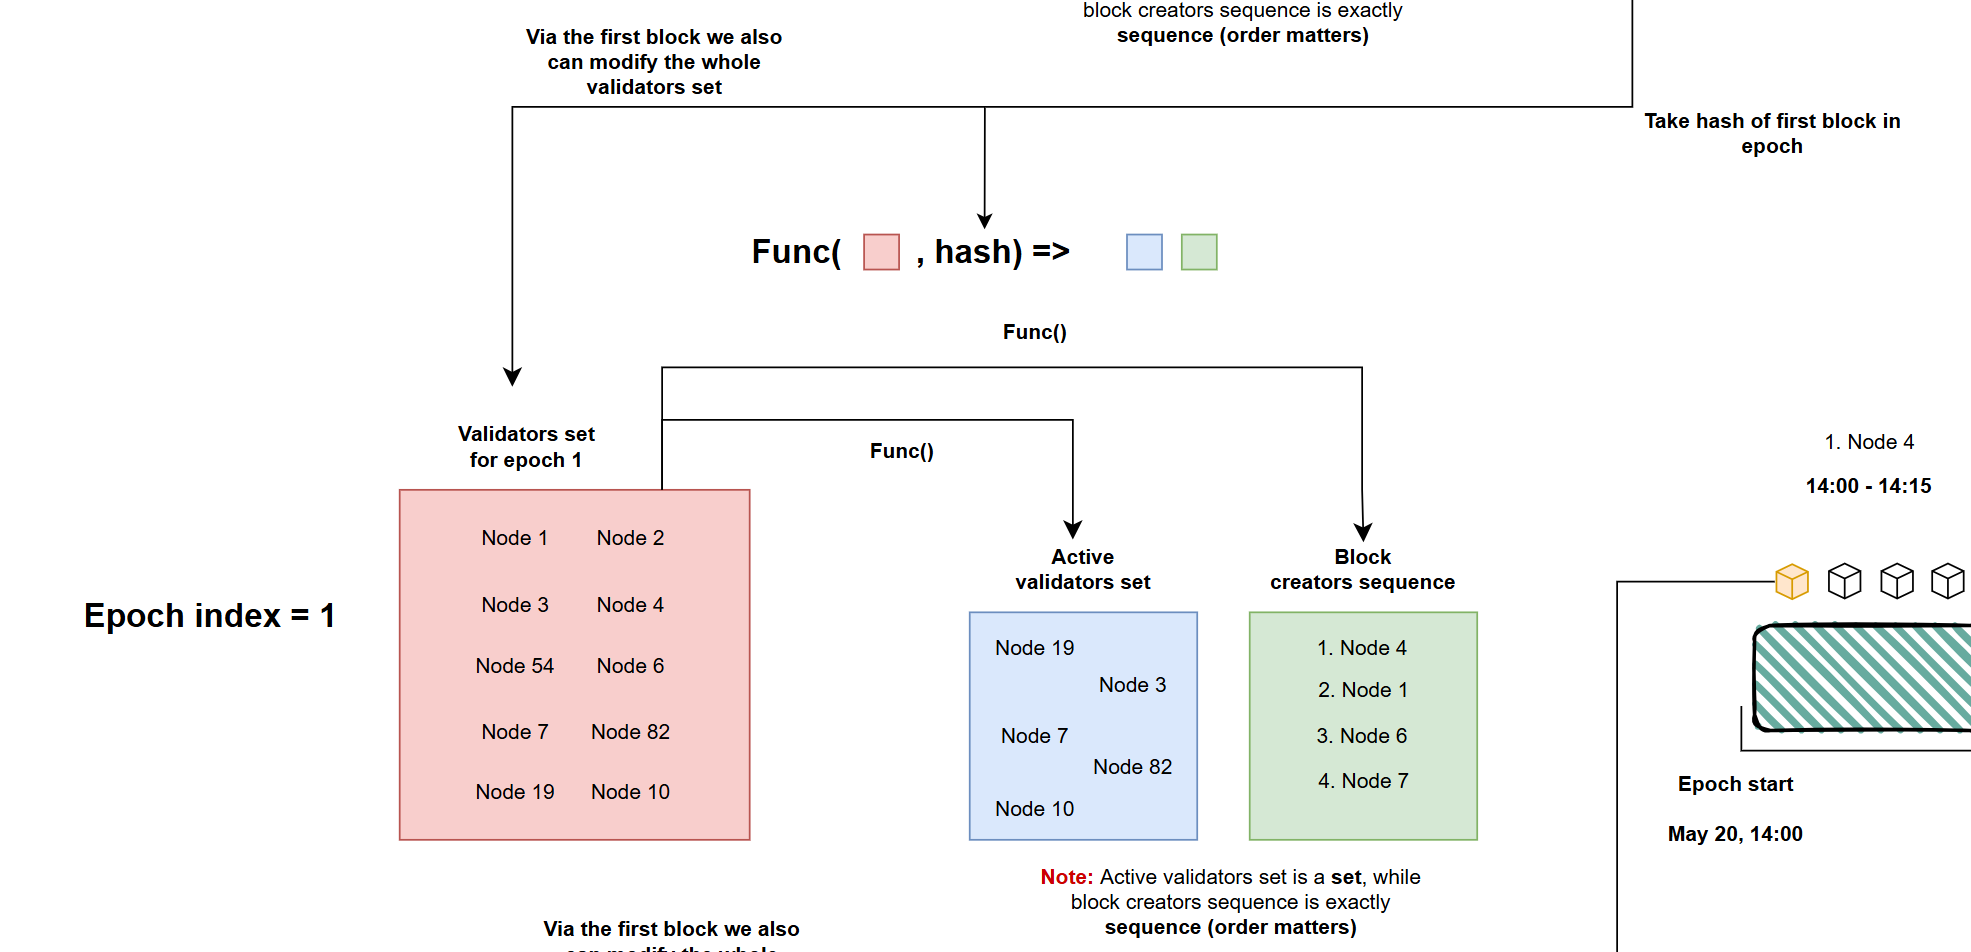 block creators sequence is exactly
sequence (order matters)
Via the first block we also
can modify the whole
validators set
Take hash of first block in
epoch
Func( , hash) =>
Func()
Func()
Validators set
for epoch 1
Node 1 Node 2
Node 3 Node 4
Node 54 Node 6
Node 7 Node 82
Node 19 Node 10
Epoch index = 1
Active
validators set
Node 19
Node 3
Node 7
Node 82
Node 10
Block
creators sequence
1. Node 4
2. Node 1
3. Node 6
4. Node 7
Note: Active validators set is a set, while
block creators sequence is exactly
sequence (order matters)
1. Node 4
14:00 - 14:15
Epoch start
May 20, 14:00
Via the first block we also
can modify the whole